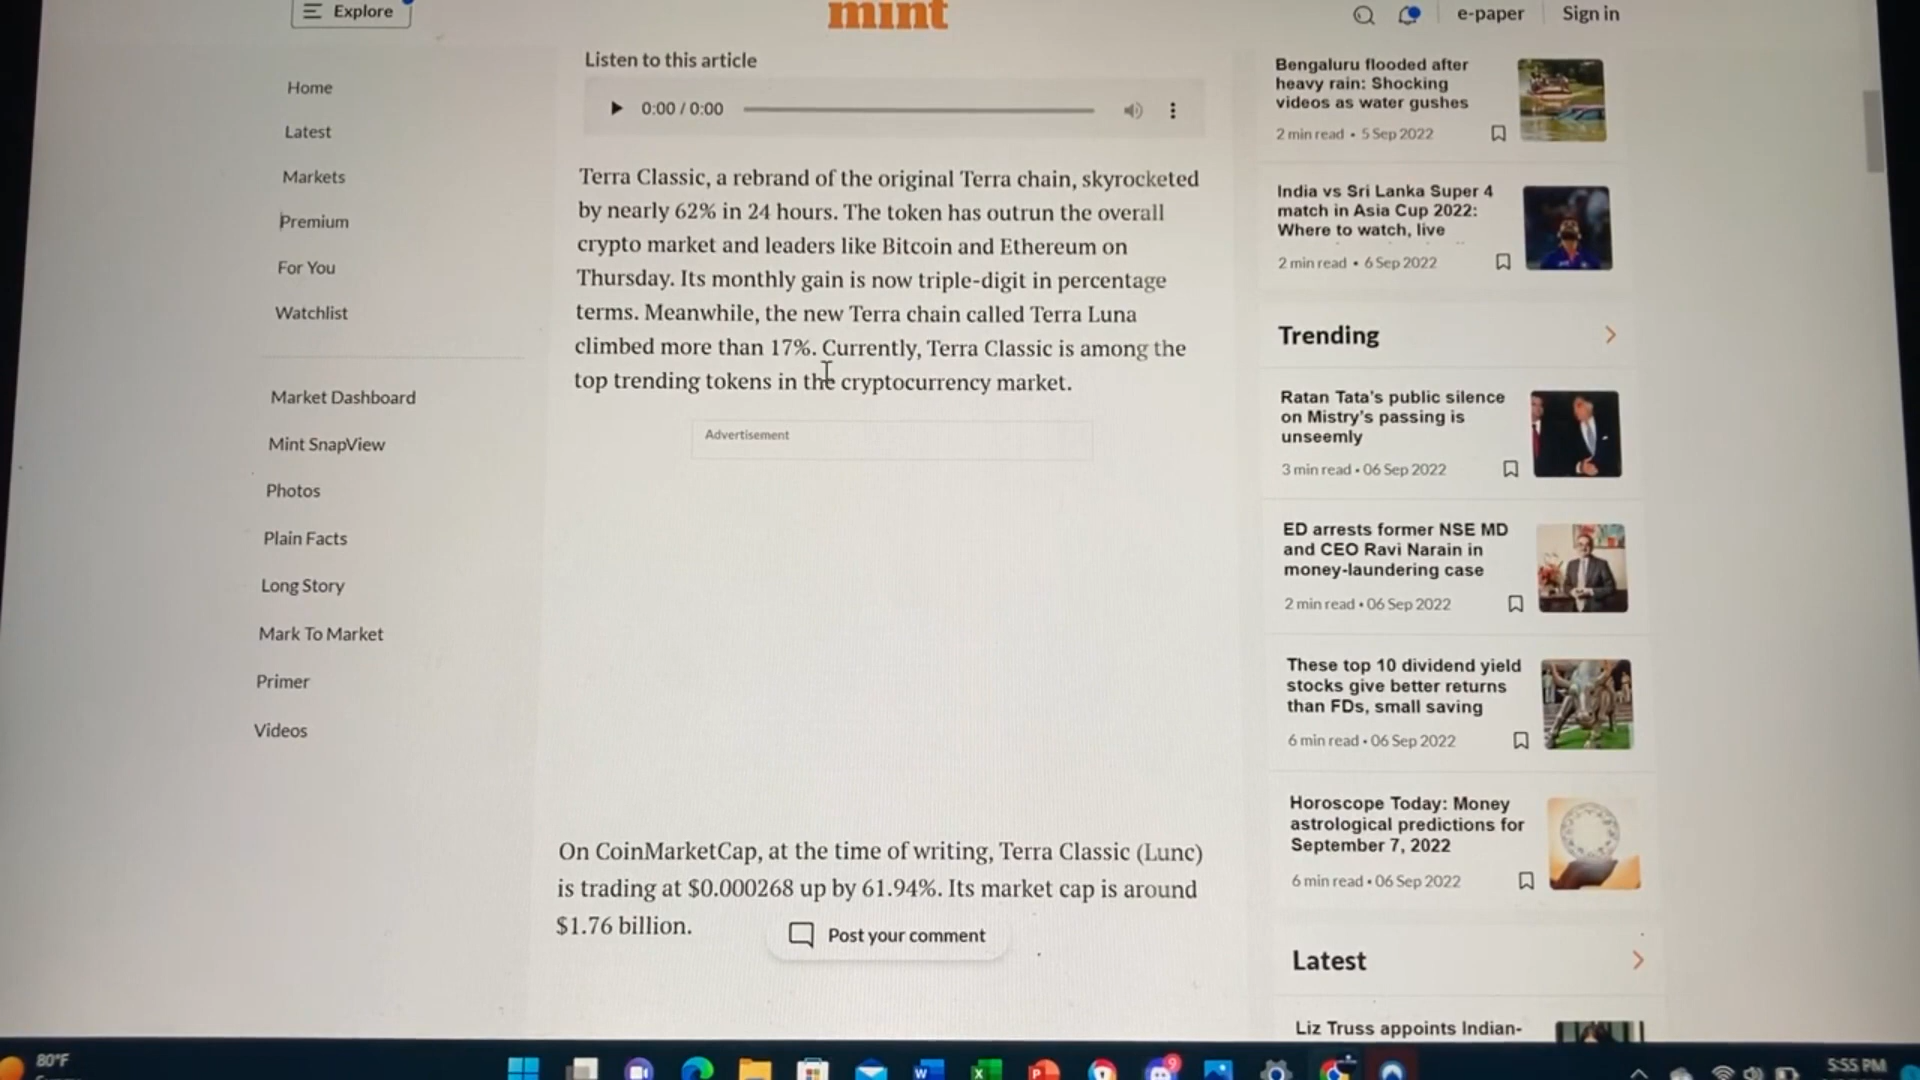 Explore
mint
e-paper
Sign in
Home
Latest
Markets
Premium
For You
Watchlist
Market Dashboard
Mint SnapView
Photos
Plain Facts
Long Story
Mark To Market
Primer
Videos
Listen to this article
0:00 / 0:00
Terra Classic, a rebrand of the original Terra chain, skyrocketed
by nearly 62% in 24 hours. The token has outrun the overall
crypto market and leaders like Bitcoin and Ethereum on
Thursday. Its monthly gain is now triple-digit in percentage
terms. Meanwhile, the new Terra chain called Terra Luna
climbed more than 17%. Currently, Terra Classic is among the
top trending tokens in the cryptocurrency market.
Advertisement
On CoinMarketCap, at the time of writing, Terra Classic (Lunc)
is trading at $0.000268 up by 61.94%. Its market cap is around
$1.76 billion.
Post your comment
Bengaluru flooded after
heavy rain: Shocking
videos as water gushes
2 min read • 5 Sep 2022
India vs Sri Lanka Super 4
match in Asia Cup 2022:
Where to watch, live
2 min read • 6 Sep 2022
Trending
Ratan Tata's public silence
on Mistry's passing is
unseemly
3 min read • 06 Sep 2022
ED arrests former NSE MD
and CEO Ravi Narain in
money-laundering case
2 min read • 06 Sep 2022
These top 10 dividend yield
stocks give better returns
than FDs, small saving
6 min read • 06 Sep 2022
Horoscope Today: Money
astrological predictions for
September 7, 2022
6 min read • 06 Sep 2022
Latest
Liz Truss appoints Indian-
80°F
W
X
P
9
5:55 PM